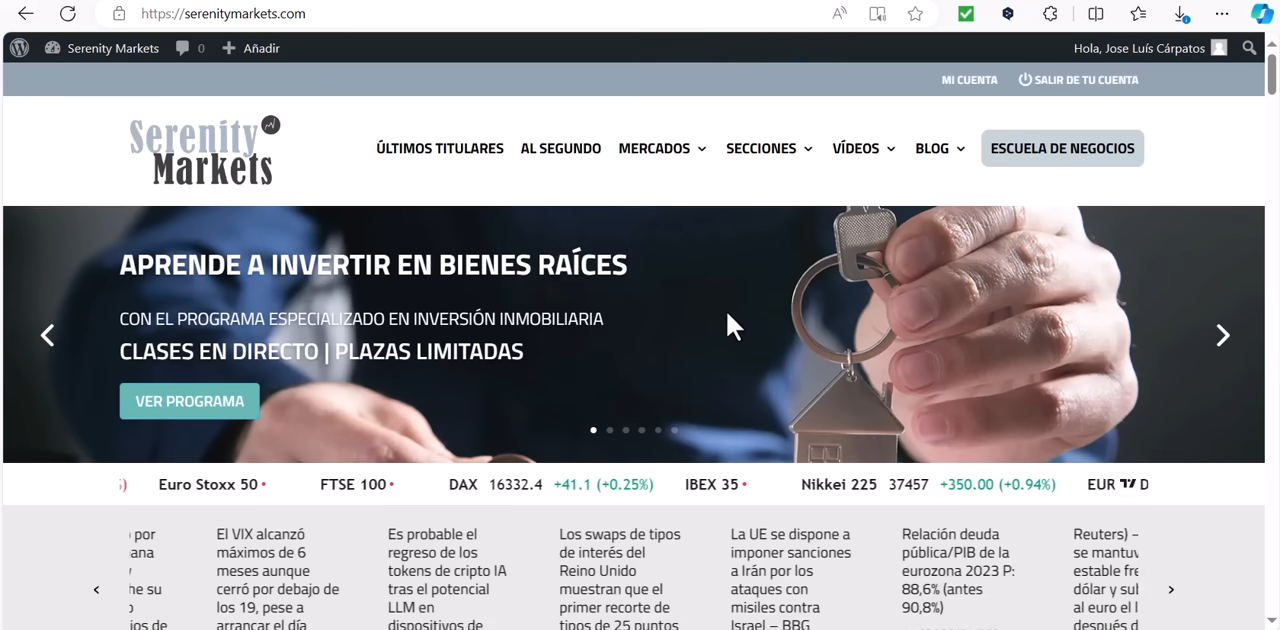 https://serenitymarkets.com
Serenity Markets
0
Añadir
Hola, Jose Luís Cárpatos
MI CUENTA
SALIR DE TU CUENTA
Serenity
Markets
ÚLTIMOS TITULARES
AL SEGUNDO
MERCADOS
SECCIONES
VÍDEOS
BLOG
ESCUELA DE NEGOCIOS
APRENDE A INVERTIR EN BIENES RAÍCES
CON EL PROGRAMA ESPECIALIZADO EN INVERSIÓN INMOBILIARIA
CLASES EN DIRECTO | PLAZAS LIMITADAS
VER PROGRAMA
Euro Stoxx 50
FTSE 100
DAX 16332.4 +41.1 (+0.25%)
IBEX 35
Nikkei 225 37457 +350.00 (+0.94%)
EUR
por
El VIX alcanzó
máximos de 6
meses aunque
cerró por debajo de
los 19, pese a
arrancar el día
Es probable el
regreso de los
tokens de cripto IA
tras el potencial
LLM en
dispositivos de
Los swaps de tipos
de interés del
Reino Unido
muestran que el
primer recorte de
tipos de 25 puntos
La UE se dispone a
imponer sanciones
a Irán por los
ataques con
misiles contra
Israel – BBG
Relación deuda
pública/PIB de la
eurozona 2023 P:
88,6% (antes
90,8%)
Reuters) –
se mantuv
estable fre
dólar y sub
al euro el l
después d